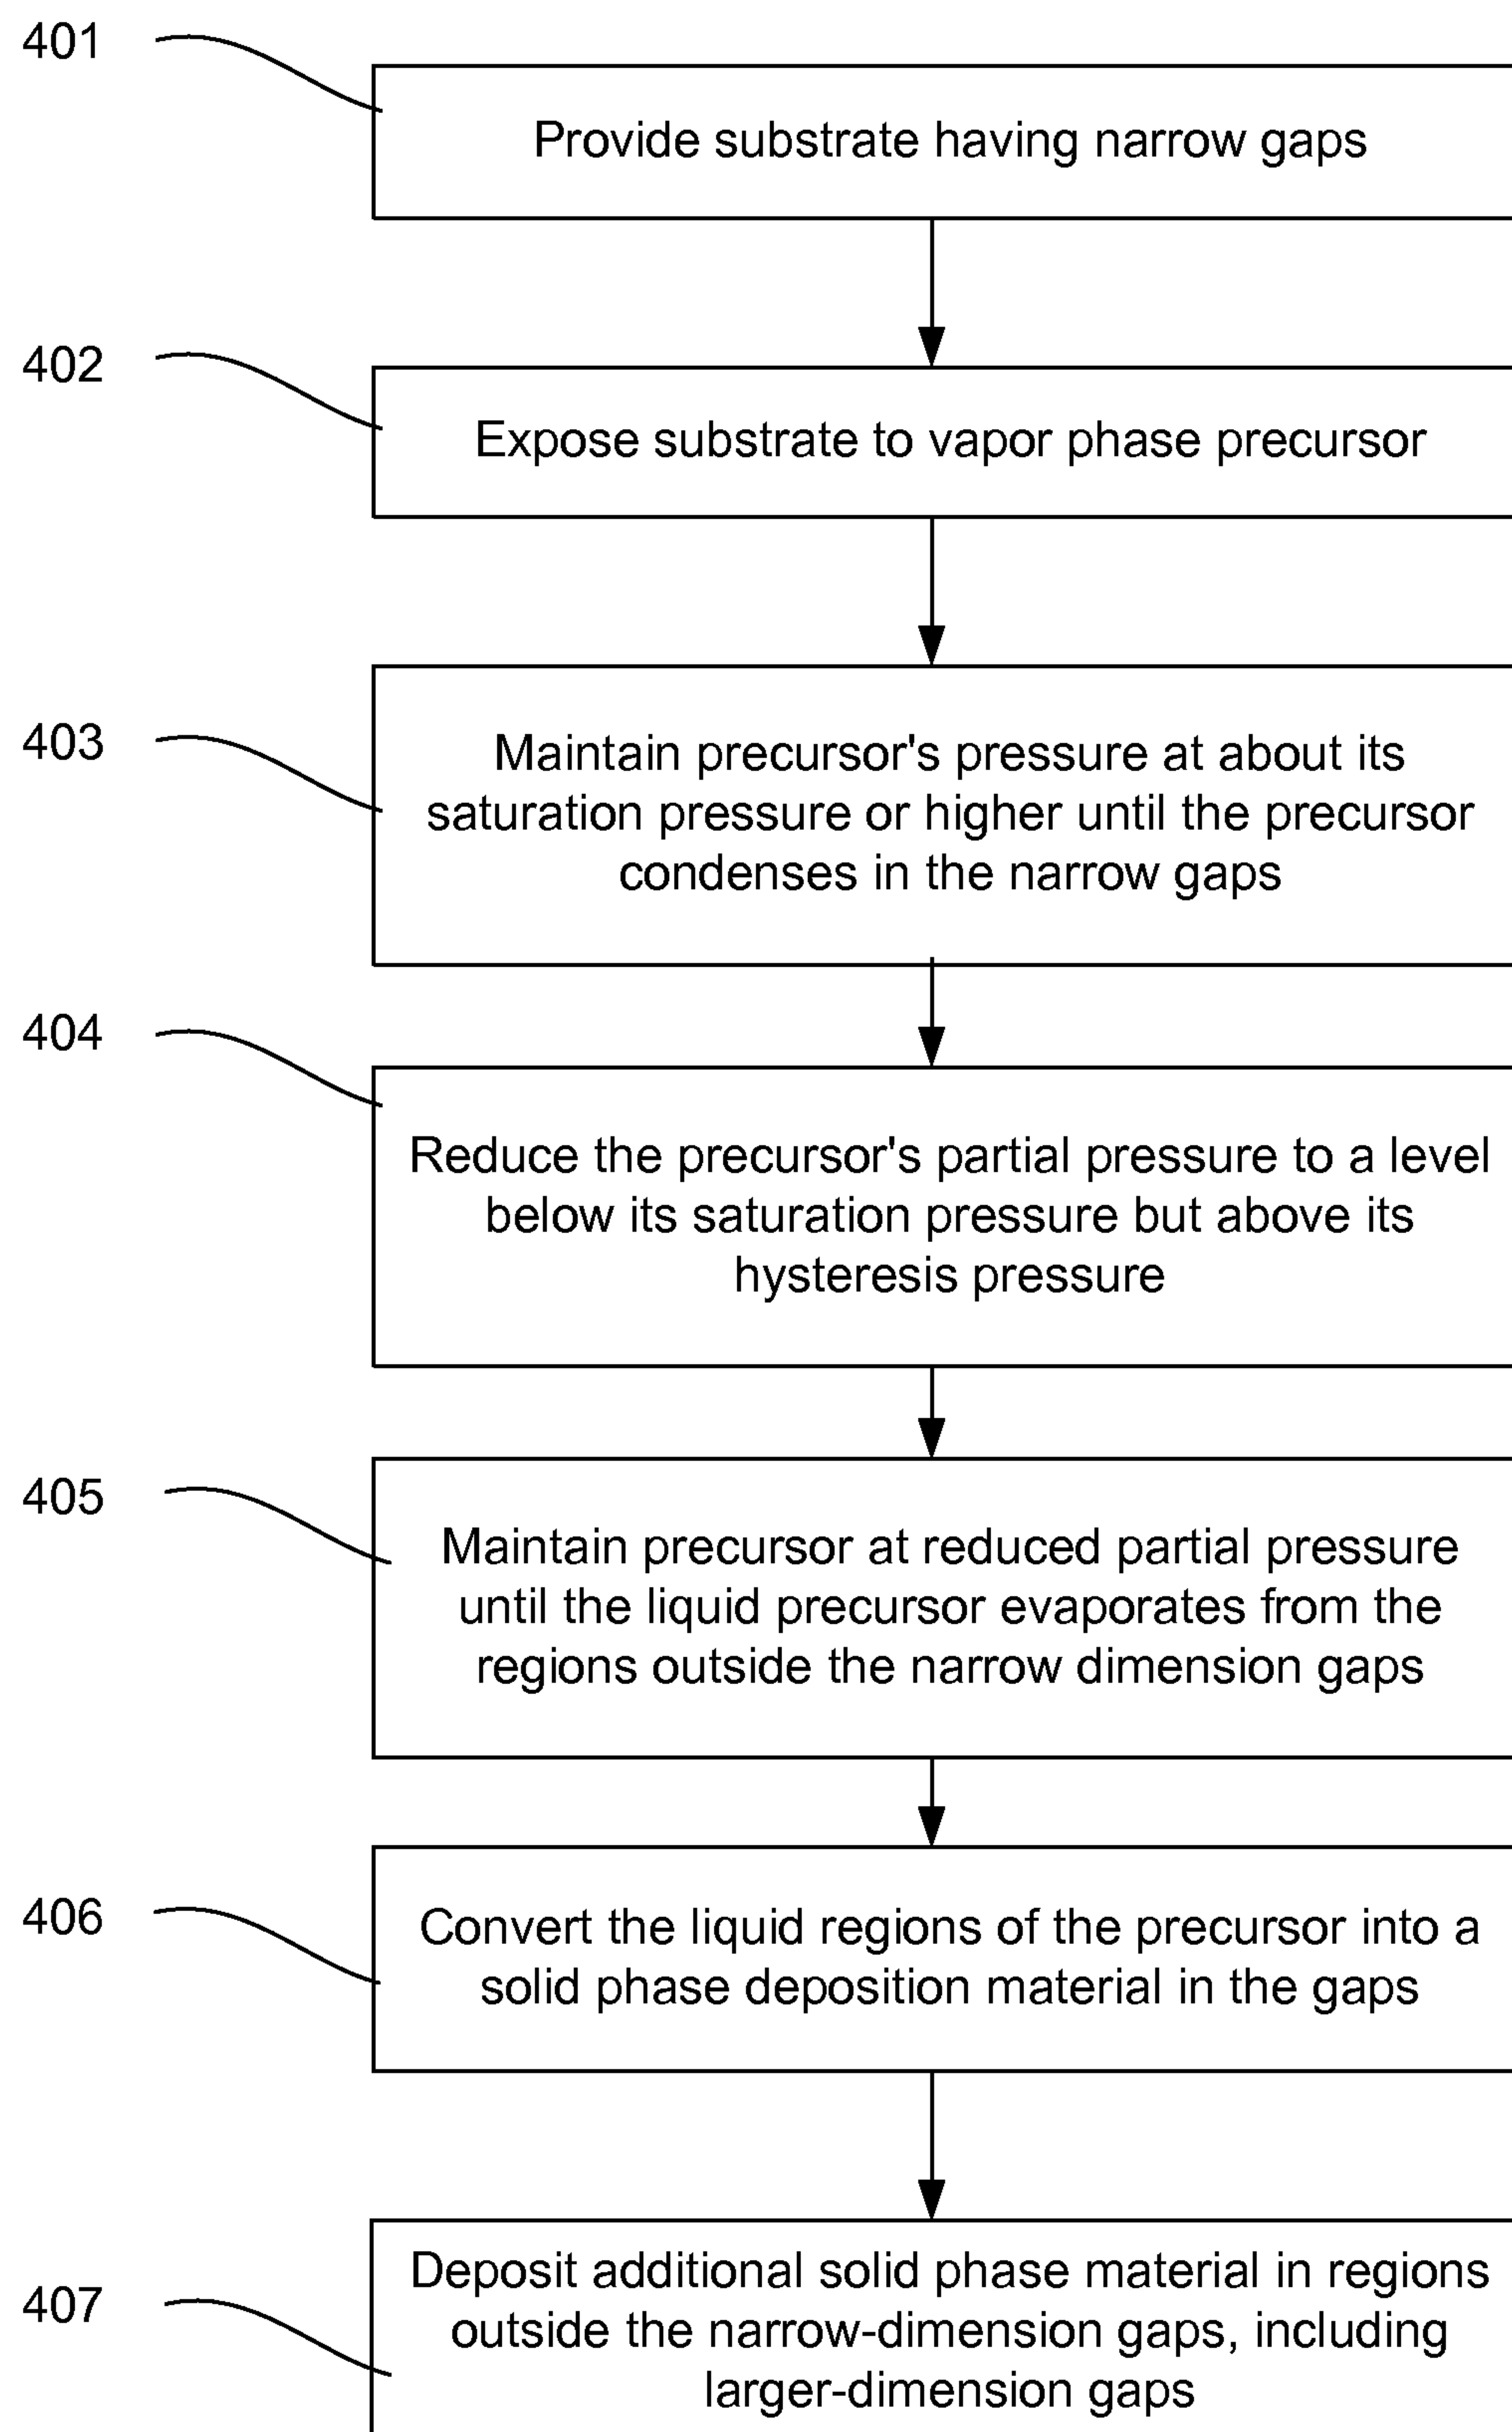 401
Provide substrate having narrow gaps
402
Expose substrate to vapor phase precursor
403
Maintain precursor's pressure at about its
saturation pressure or higher until the precursor
condenses in the narrow gaps
404
Reduce the precursor's partial pressure to a level
below its saturation pressure but above its
hysteresis pressure
405
Maintain precursor at reduced partial pressure
until the liquid precursor evaporates from the
regions outside the narrow dimension gaps
406
Convert the liquid regions of the precursor into a
solid phase deposition material in the gaps
407
Deposit additional solid phase material in regions
outside the narrow-dimension gaps, including
larger-dimension gaps